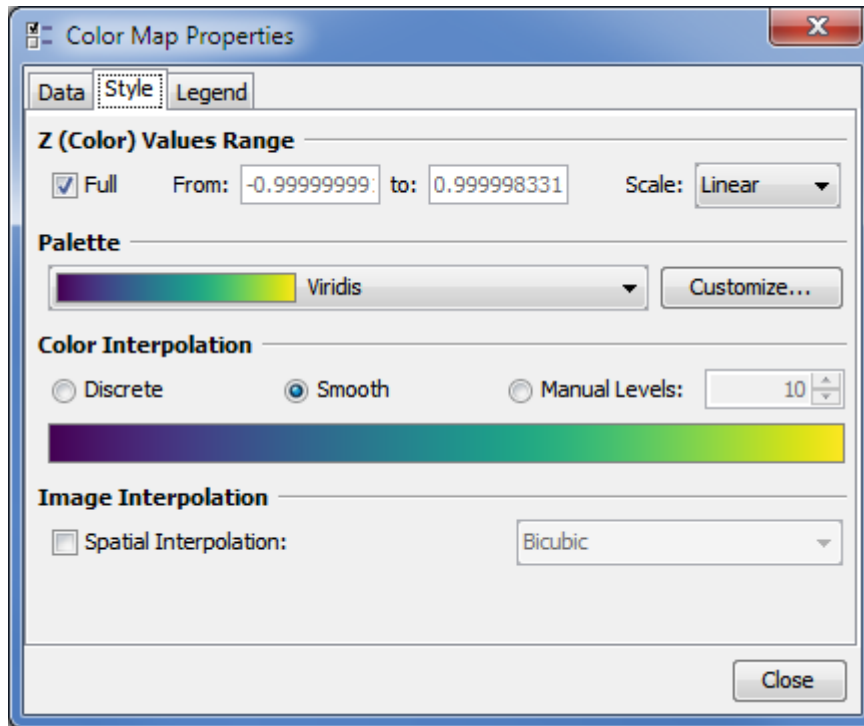 Color Map Properties
Data Style Legend
Z (Color) Values Range
Full From: -0.99999999 to: 0.999998331 Scale: Linear
Palette
Viridis Customize...
Color Interpolation
Discrete Smooth Manual Levels: 10
Image Interpolation
Spatial Interpolation: Bicubic
Close